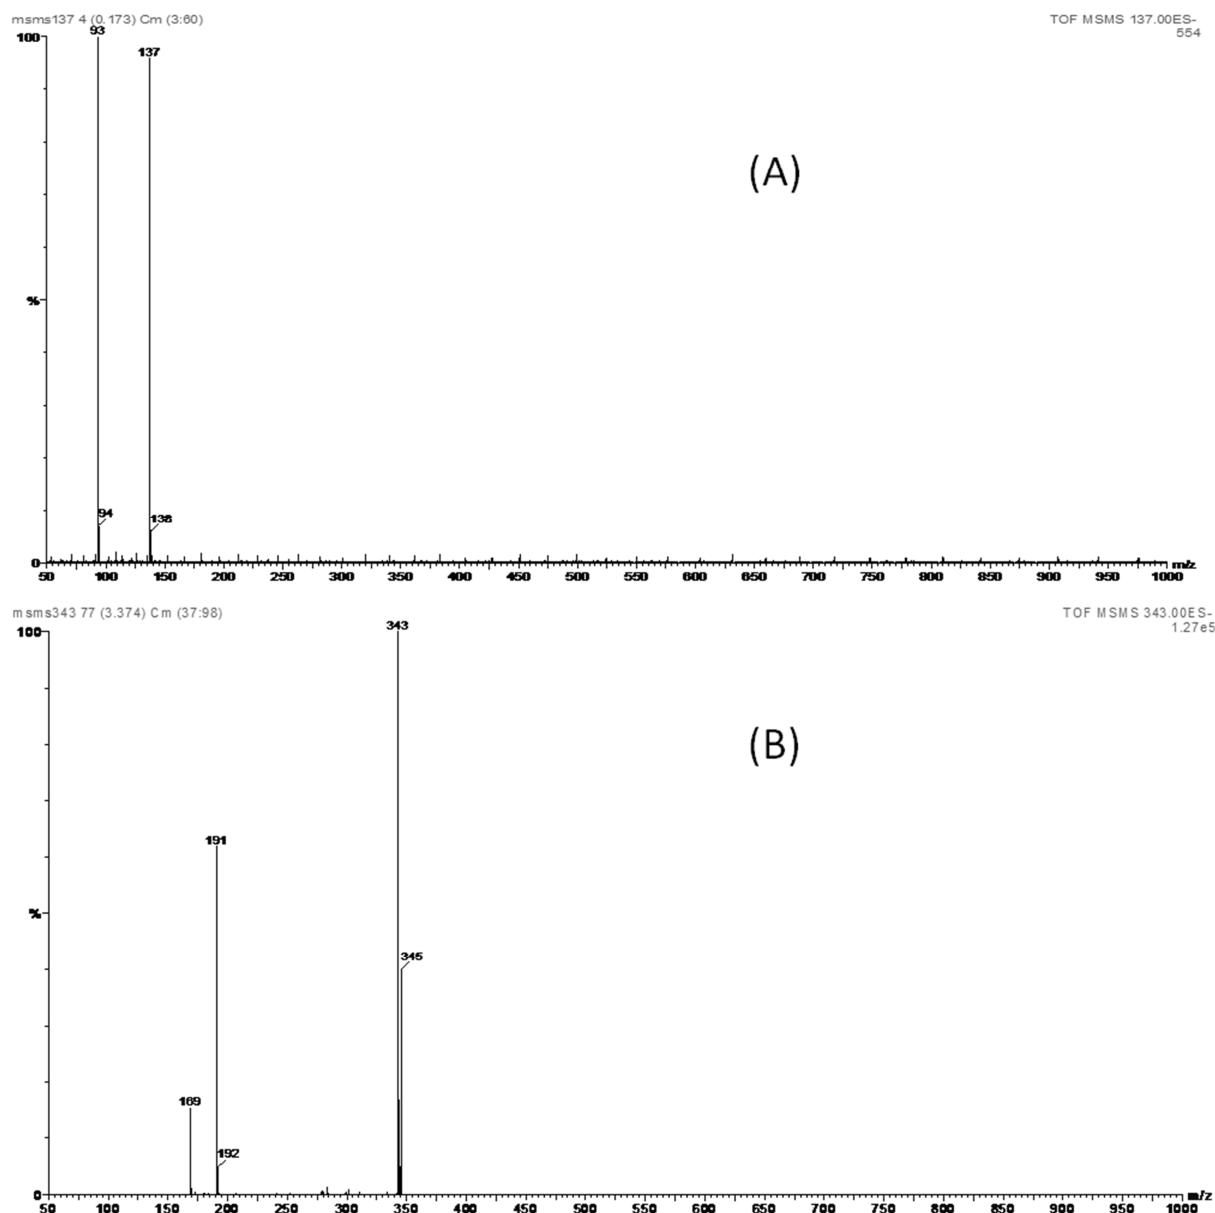 msms137 4 (0.173) Cm (3:60)
TOF MSMS 137.00ES-
554
100
93
137
(A)
%
94
138
0
50 100 150 200 250 300 350 400 450 500 550 600 650 700 750 800 850 900 950 1000 m/z
msms343 77 (3.374) Cm (37:98)
TOF MSMS 343.00ES-
1.27e5
100
343
(B)
191
%
345
169
192
0
50 100 150 200 250 300 350 400 450 500 550 600 650 700 750 800 850 900 950 1000 m/z